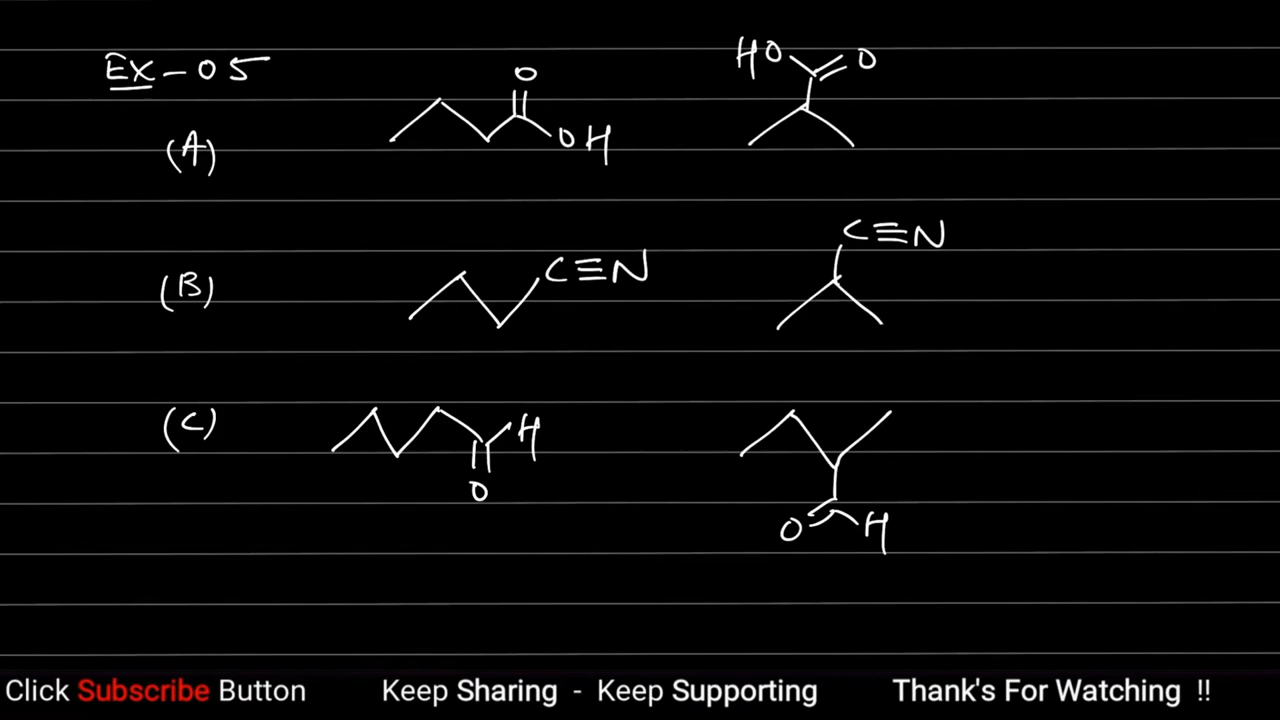 EX-05
(A)
O
OH
HO O
(B)
C≡N
C≡N
(C)
H
O
O H
Click Subscribe Button Keep Sharing - Keep Supporting Thank's For Watching !!